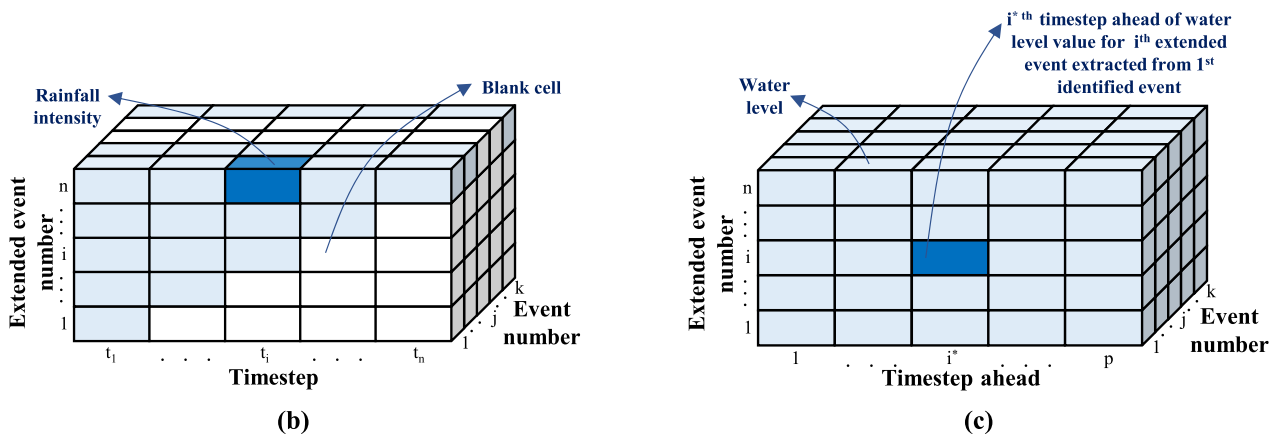 Rainfall
intensity
Blank cell
n
i
1
Extended event
number
t1 . . . ti . . . tn
Timestep
1 . . j . . k
Event
number
(b)
i* th timestep ahead of water
level value for ith extended
event extracted from 1st
identified event
Water
level
n
i
1
Extended event
number
1 . . . i* . . . p
Timestep ahead
1 . . j . . k
Event
number
(c)